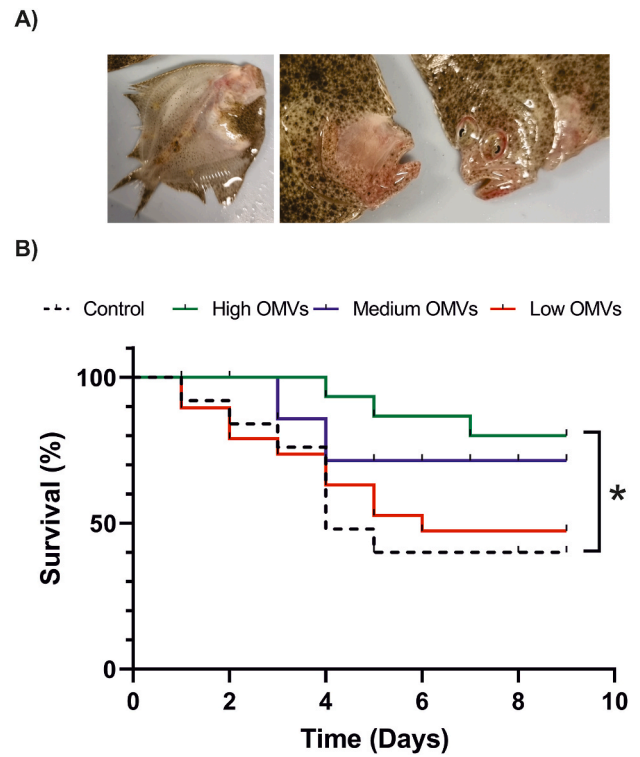 A)
B)
Control High OMVs Medium OMVs Low OMVs
100
50
0
Survival (%)
*
0 2 4 6 8 10
Time (Days)